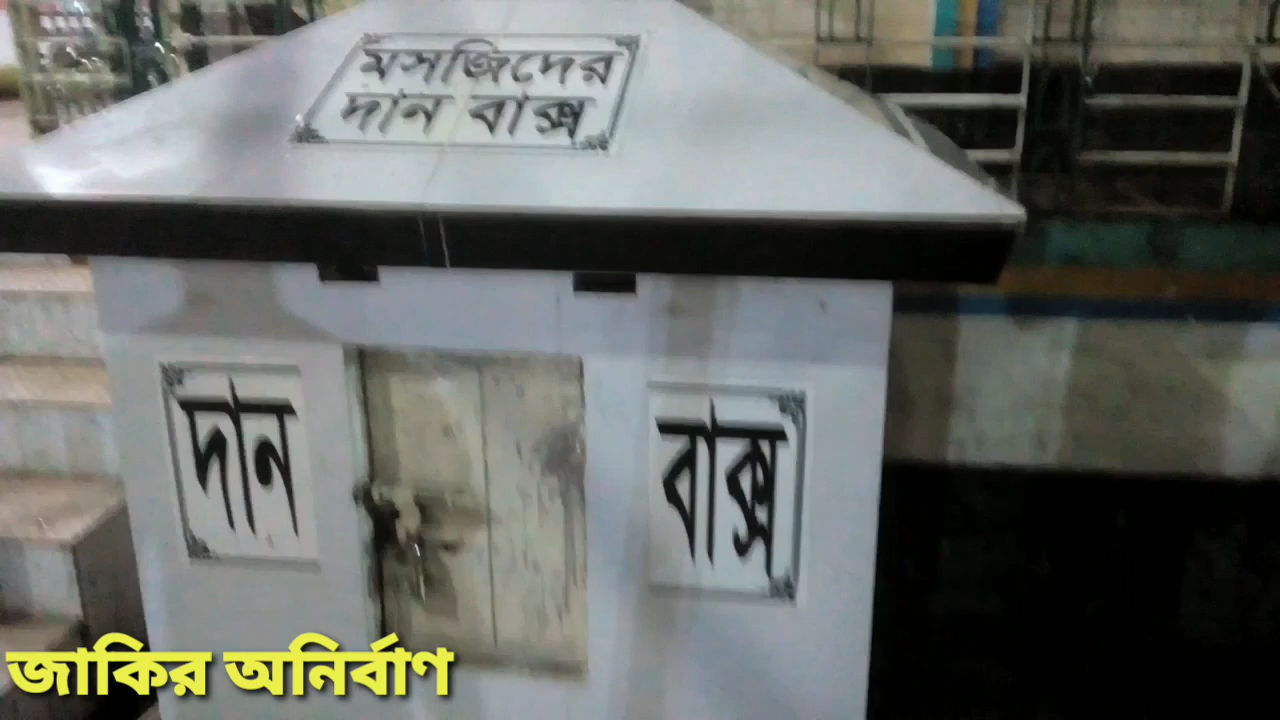 মসজিদের
দান বাক্স
দান
বাক্স
জাকির অনির্বাণ